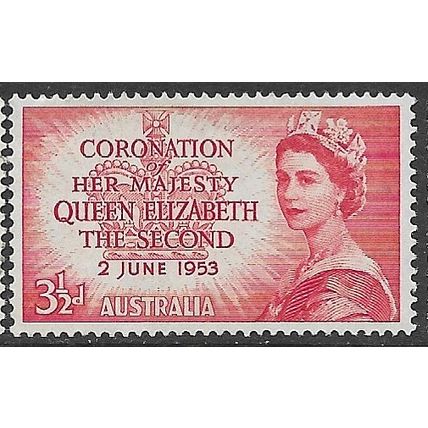 CORONATION
of
HER MAJESTY
QUEEN ELIZABETH
THE SECOND
2 JUNE 1953
3½d AUSTRALIA